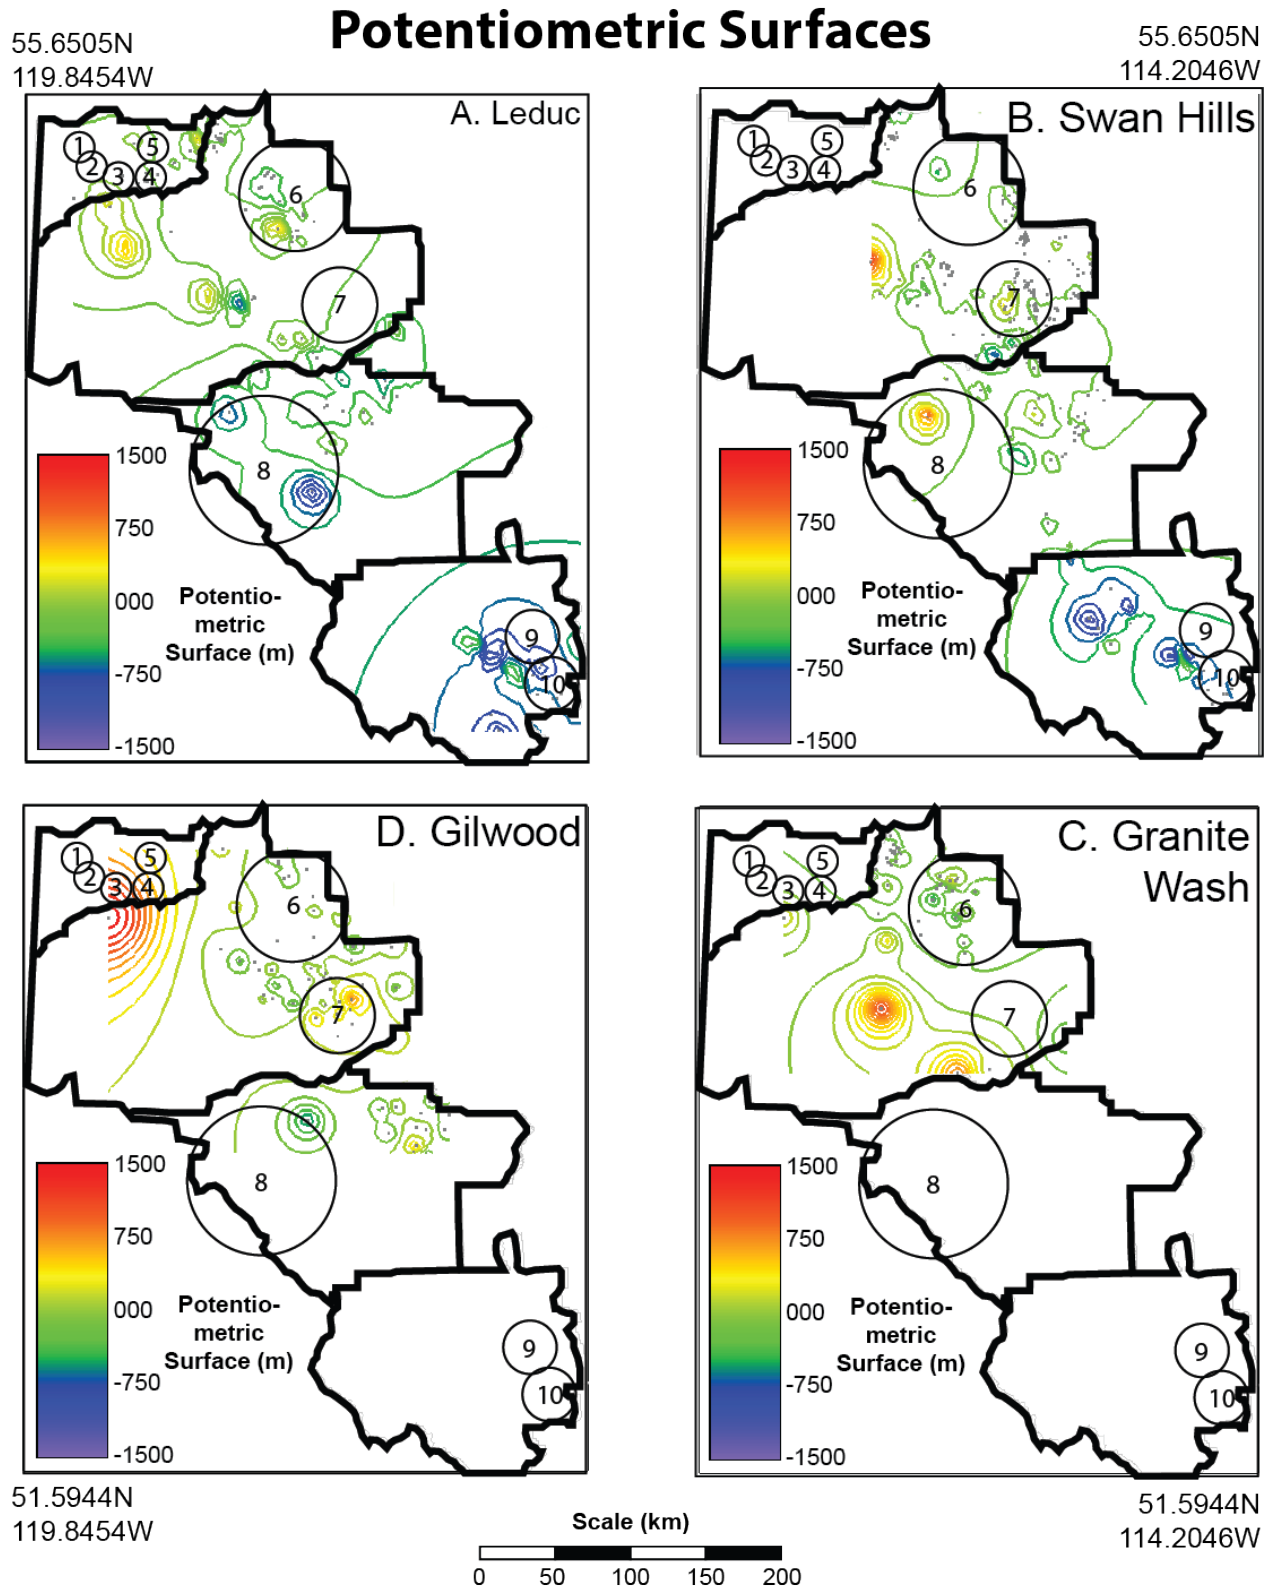 Potentiometric Surfaces
55.6505N
119.8454W
55.6505N
114.2046W
A. Leduc
1
2
3
4
5
6
7
8
9
10
1500
750
000
-750
-1500
Potentio-
metric
Surface (m)
B. Swan Hills
1
2
3
4
5
6
7
8
9
10
1500
750
000
-750
-1500
Potentio-
metric
Surface (m)
D. Gilwood
1
2
3
4
5
6
7
8
9
10
1500
750
000
-750
-1500
Potentio-
metric
Surface (m)
C. Granite
Wash
1
2
3
4
5
6
7
8
9
10
1500
750
000
-750
-1500
Potentio-
metric
Surface (m)
51.5944N
119.8454W
51.5944N
114.2046W
Scale (km)
0 50 100 150 200